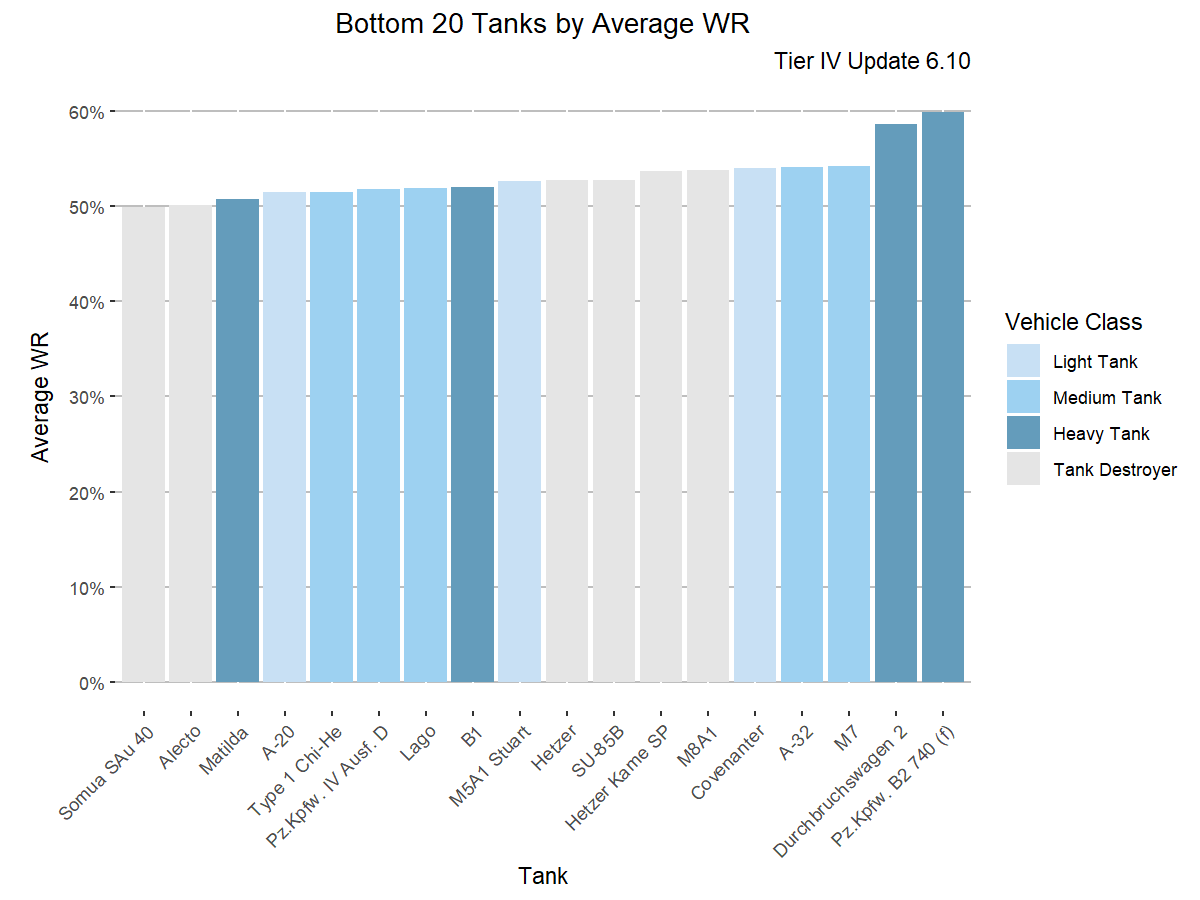 Bottom 20 Tanks by Average WR
Tier IV Update 6.10
60%
50%
40%
30%
20%
10%
0%
Average WR
Somua SAu 40
Alecto
Matilda
A-20
Type 1 Chi-He
Pz.Kpfw. IV Ausf. D
Lago
B1
M5A1 Stuart
Hetzer
SU-85B
Hetzer Kame SP
M8A1
Covenanter
A-32
M7
Durchbruchswagen 2
Pz.Kpfw. B2 740 (f)
Tank
Vehicle Class
Light Tank
Medium Tank
Heavy Tank
Tank Destroyer